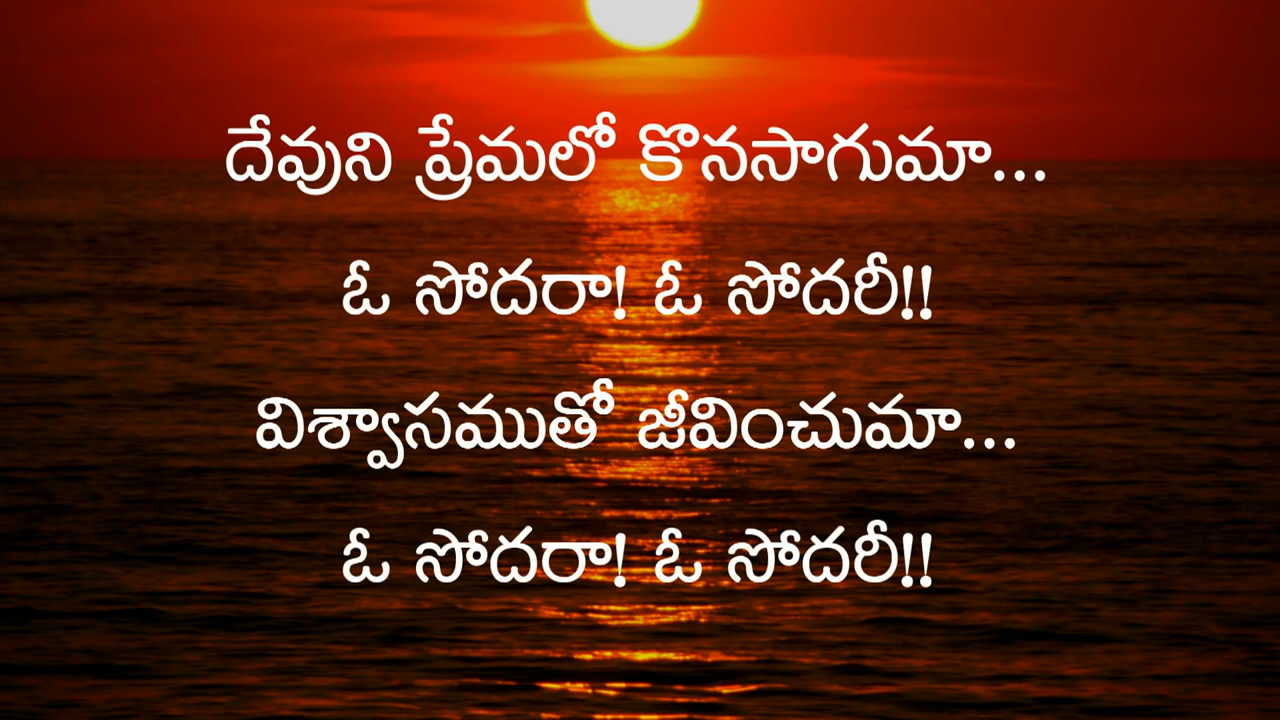 దేవుని ప్రేమలో కొనసాగుమా...
ఓ సోదరా! ఓ సోదరీ!!
విశ్వాసముతో జీవించుమా...
ఓ సోదరా! ఓ సోదరీ!!